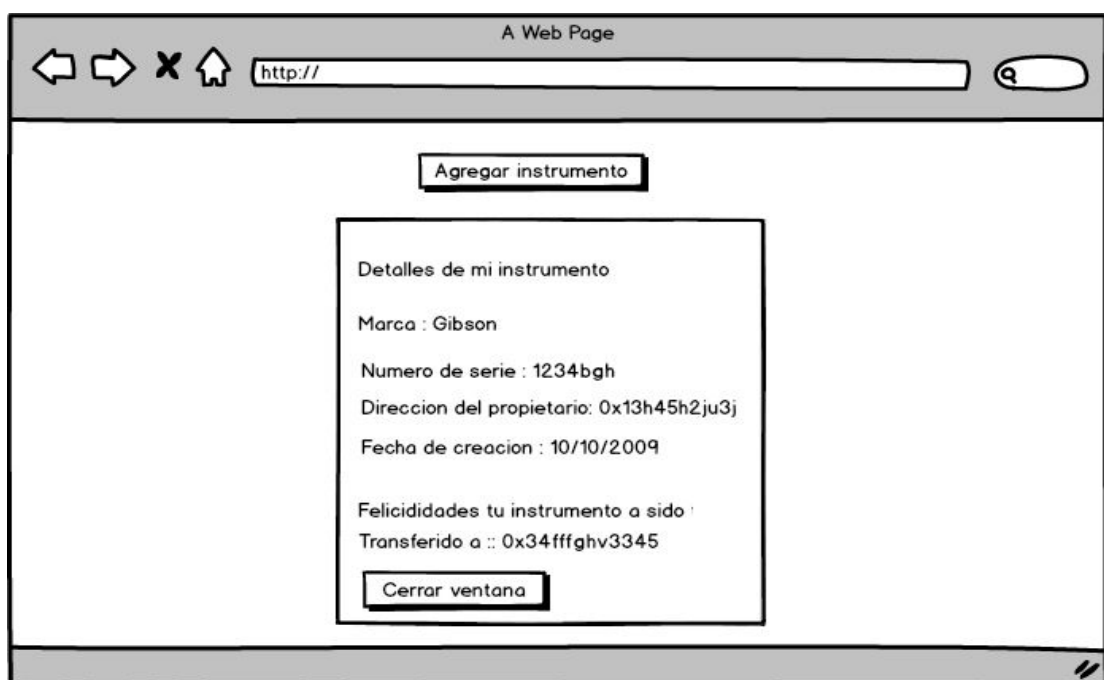 A Web Page
http://
Agregar instrumento
Detalles de mi instrumento
Marca : Gibson
Numero de serie : 1234bgh
Direccion del propietario: 0x13h45h2ju3j
Fecha de creacion : 10/10/2009
Felicididades tu instrumento a sido
Transferido a :: 0x34fffghv3345
Cerrar ventana